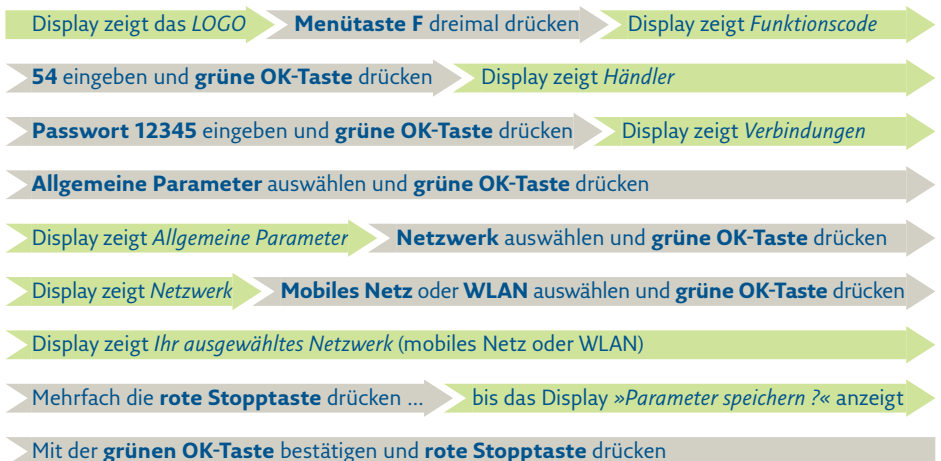 Display zeigt das LOGO Menütaste F dreimal drücken Display zeigt Funktionscode
54 eingeben und grüne OK-Taste drücken Display zeigt Händler
Passwort 12345 eingeben und grüne OK-Taste drücken Display zeigt Verbindungen
Allgemeine Parameter auswählen und grüne OK-Taste drücken
Display zeigt Allgemeine Parameter Netzwerk auswählen und grüne OK-Taste drücken
Display zeigt Netzwerk Mobiles Netz oder WLAN auswählen und grüne OK-Taste drücken
Display zeigt Ihr ausgewähltes Netzwerk (mobiles Netz oder WLAN)
Mehrfach die rote Stopptaste drücken ... bis das Display »Parameter speichern ?« anzeigt
Mit der grünen OK-Taste bestätigen und rote Stopptaste drücken